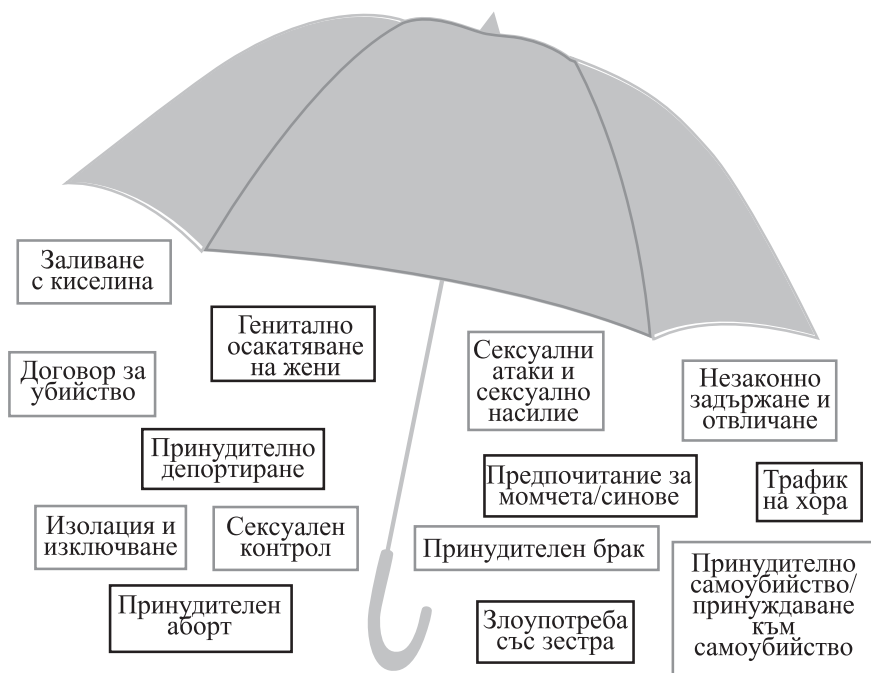 Заливане
с киселина
Генитално
осакатяване
на жени
Сексуални
атаки и
сексуално
насилие
Договор за
убийство
Незаконно
задържане и
отвличане
Принудително
депортиране
Предпочитание за
момчета/синове
Трафик
на хора
Изолация и
изключване
Сексуален
контрол
Принудителен брак
Принудително
самоубийство/
принуждаване
към
самоубийство
Принудителен
аборт
Злоупотреба
със зестра